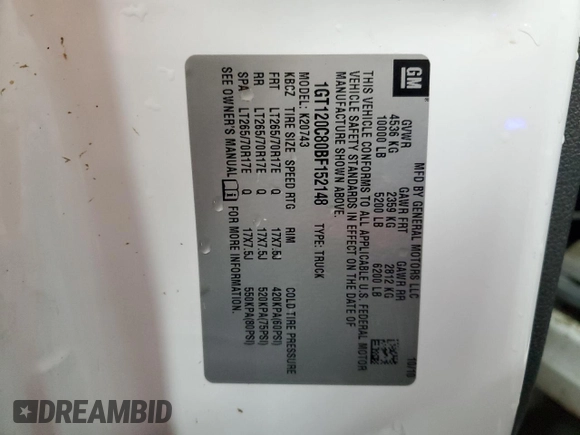 GM
MFD BY GENERAL MOTORS LLC 10/10
GVWR GAWR FRT GAWR RR
4536 KG 2359 KG 2812 KG
10000 LB 5200 LB 6200 LB
THIS VEHICLE CONFORMS TO ALL APPLICABLE U.S. FEDERAL MOTOR
VEHICLE SAFETY STANDARDS IN EFFECT ON THE DATE OF
MANUFACTURE SHOWN ABOVE.
1GT12DC80BF152148 TYPE: TRUCK
MODEL: K20743
KBCZ TIRE SIZE SPEED RTG RIM COLD TIRE PRESSURE
FRT LT265/70R17E Q 17X7.5J 420KPA(60PSI)
RR LT265/70R17E Q 17X7.5J 520KPA(75PSI)
SPA LT265/70R17E Q 17X7.5J 550KPA(80PSI)
SEE OWNER'S MANUAL i FOR MORE INFORMATION.
DREAMBID